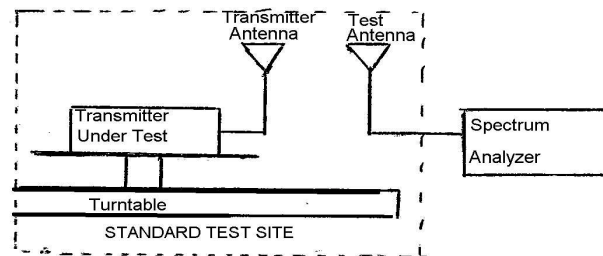 Transmitter
Antenna
Test
Antenna
Transmitter
Under Test
Spectrum
Analyzer
Turntable
STANDARD TEST SITE